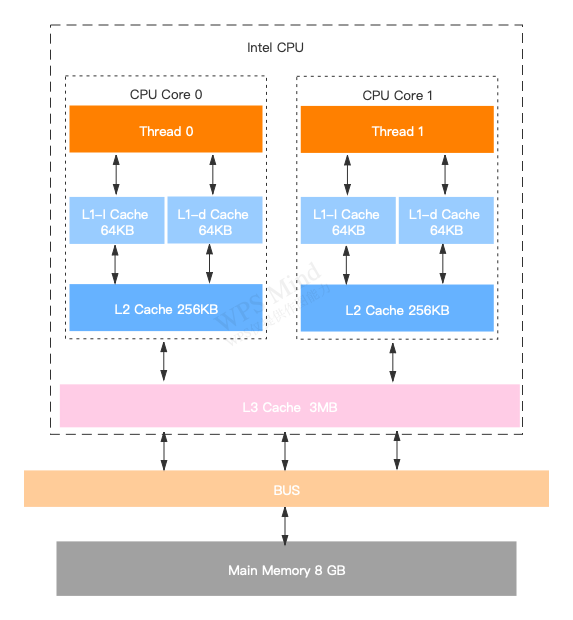 Intel CPU
CPU Core 0
CPU Core 1
Thread 0
Thread 1
L1-I Cache
64KB
L1-d Cache
64KB
L1-I Cache
64KB
L1-d Cache
64KB
L2 Cache 256KB
L2 Cache 256KB
WPS Mind
L3 Cache 3MB
BUS
Main Memory 8 GB